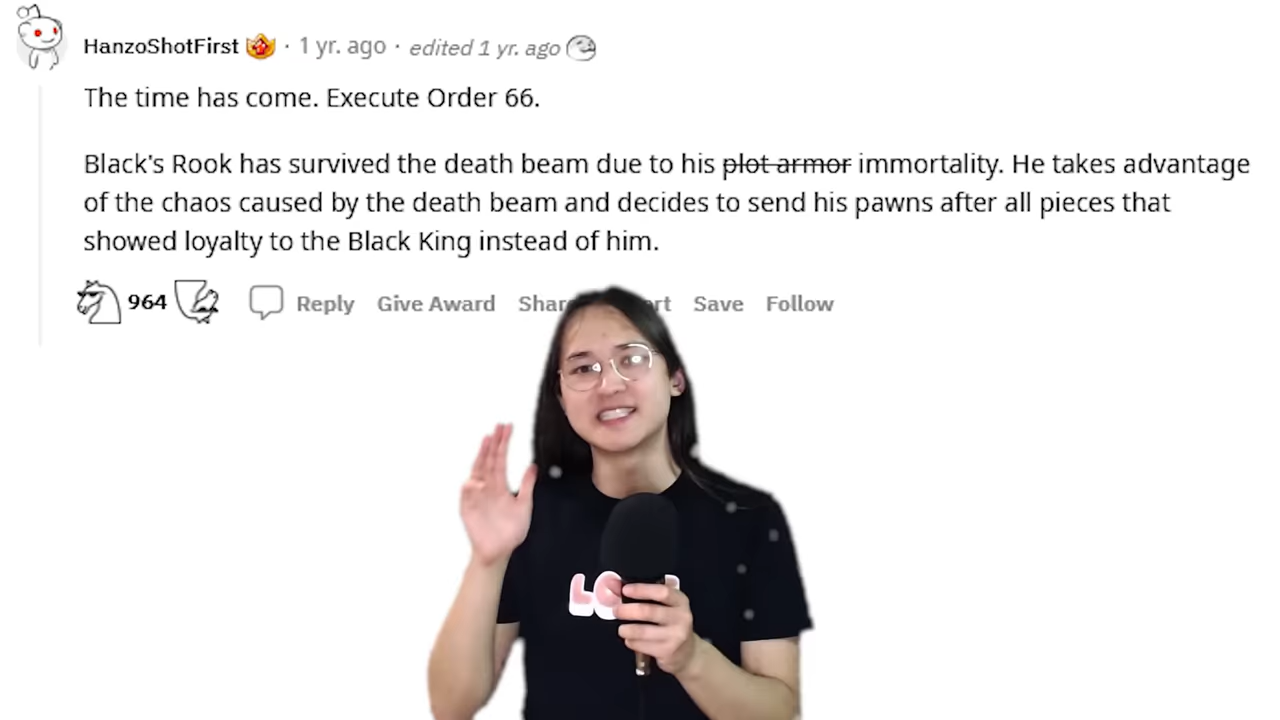 HanzoShotFirst · 1 yr. ago · edited 1 yr. ago
The time has come. Execute Order 66.
Black's Rook has survived the death beam due to his plot armor immortality. He takes advantage
of the chaos caused by the death beam and decides to send his pawns after all pieces that
showed loyalty to the Black King instead of him.
964 Reply Give Award Save Follow